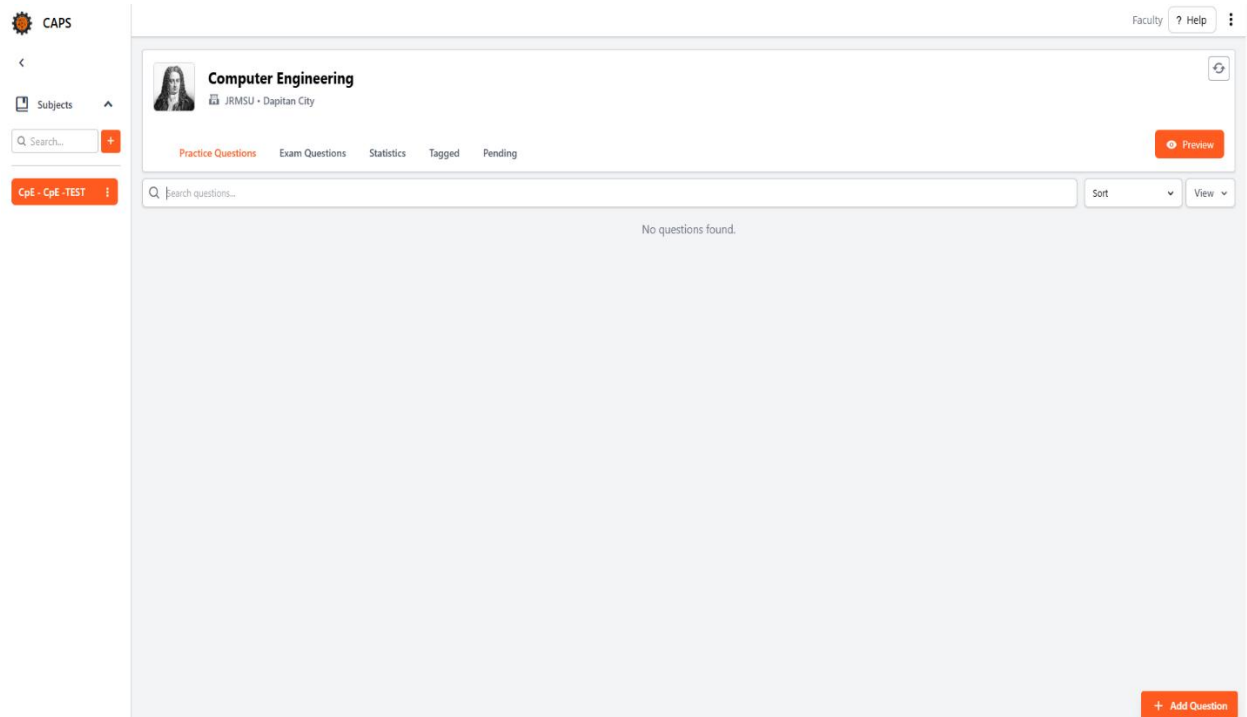 CAPS
Faculty
? Help
Subjects
Search...
+
CpE - CpE -TEST
Computer Engineering
JRMSU • Dapitan City
Practice Questions Exam Questions Statistics Tagged Pending
Preview
Search questions...
Sort
View
No questions found.
+ Add Question